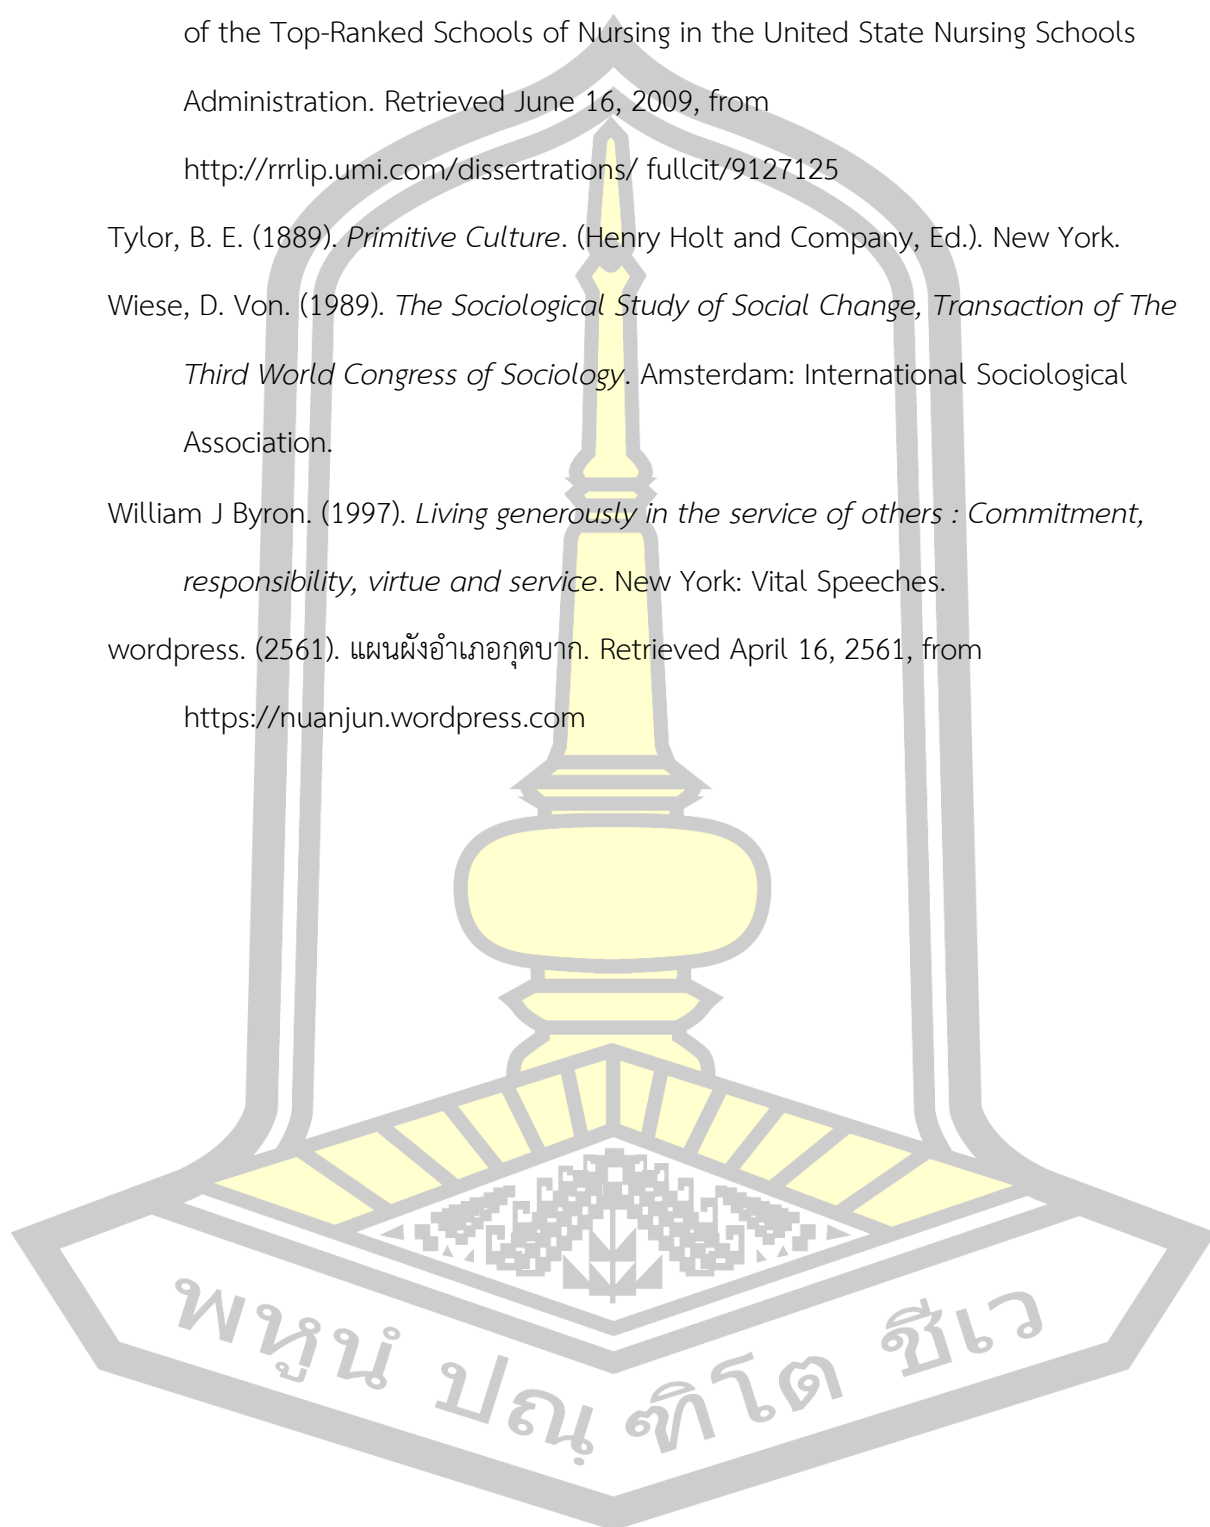 of the Top-Ranked Schools of Nursing in the United State Nursing Schools
Administration. Retrieved June 16, 2009, from
http://rrrlip.umi.com/dissertrations/ fullcit/9127125
Tylor, B. E. (1889). Primitive Culture. (Henry Holt and Company, Ed.). New York.
Wiese, D. Von. (1989). The Sociological Study of Social Change, Transaction of The
Third World Congress of Sociology. Amsterdam: International Sociological
Association.
William J Byron. (1997). Living generously in the service of others : Commitment,
responsibility, virtue and service. New York: Vital Speeches.
wordpress. (2561). แผนผังอำเภอกุดบาก. Retrieved April 16, 2561, from
https://nuanjun.wordpress.com
พหูนํ ปณฺฑิโต ชีเว